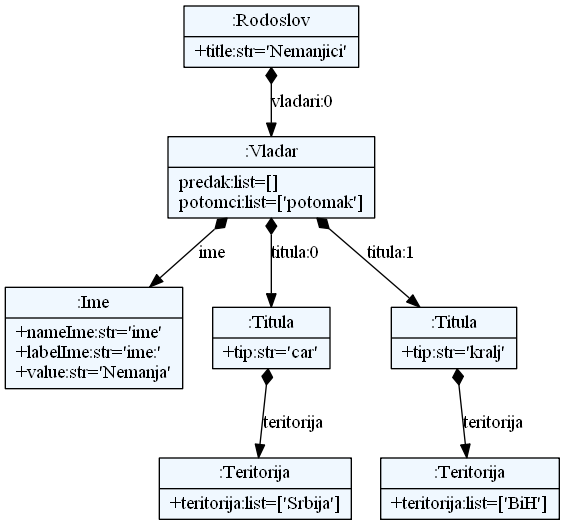 :Rodoslov
+title:str='Nemanjici'
vladari:0
:Vladar
predak:list=[]
potomci:list=['potomak']
ime
titula:0
titula:1
:Ime
+nameIme:str='ime'
+labelIme:str='ime:'
+value:str='Nemanja'
:Titula
+tip:str='car'
:Titula
+tip:str='kralj'
teritorija
teritorija
:Teritorija
+teritorija:list=['Srbija']
:Teritorija
+teritorija:list=['BiH']